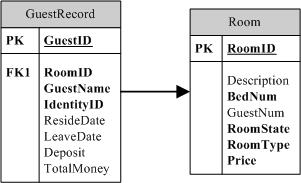 GuestRecord
PK GuestID
FK1 RoomID
GuestName
IdentityID
ResideDate
LeaveDate
Deposit
TotalMoney
Room
PK RoomID
Description
BedNum
GuestNum
RoomState
RoomType
Price